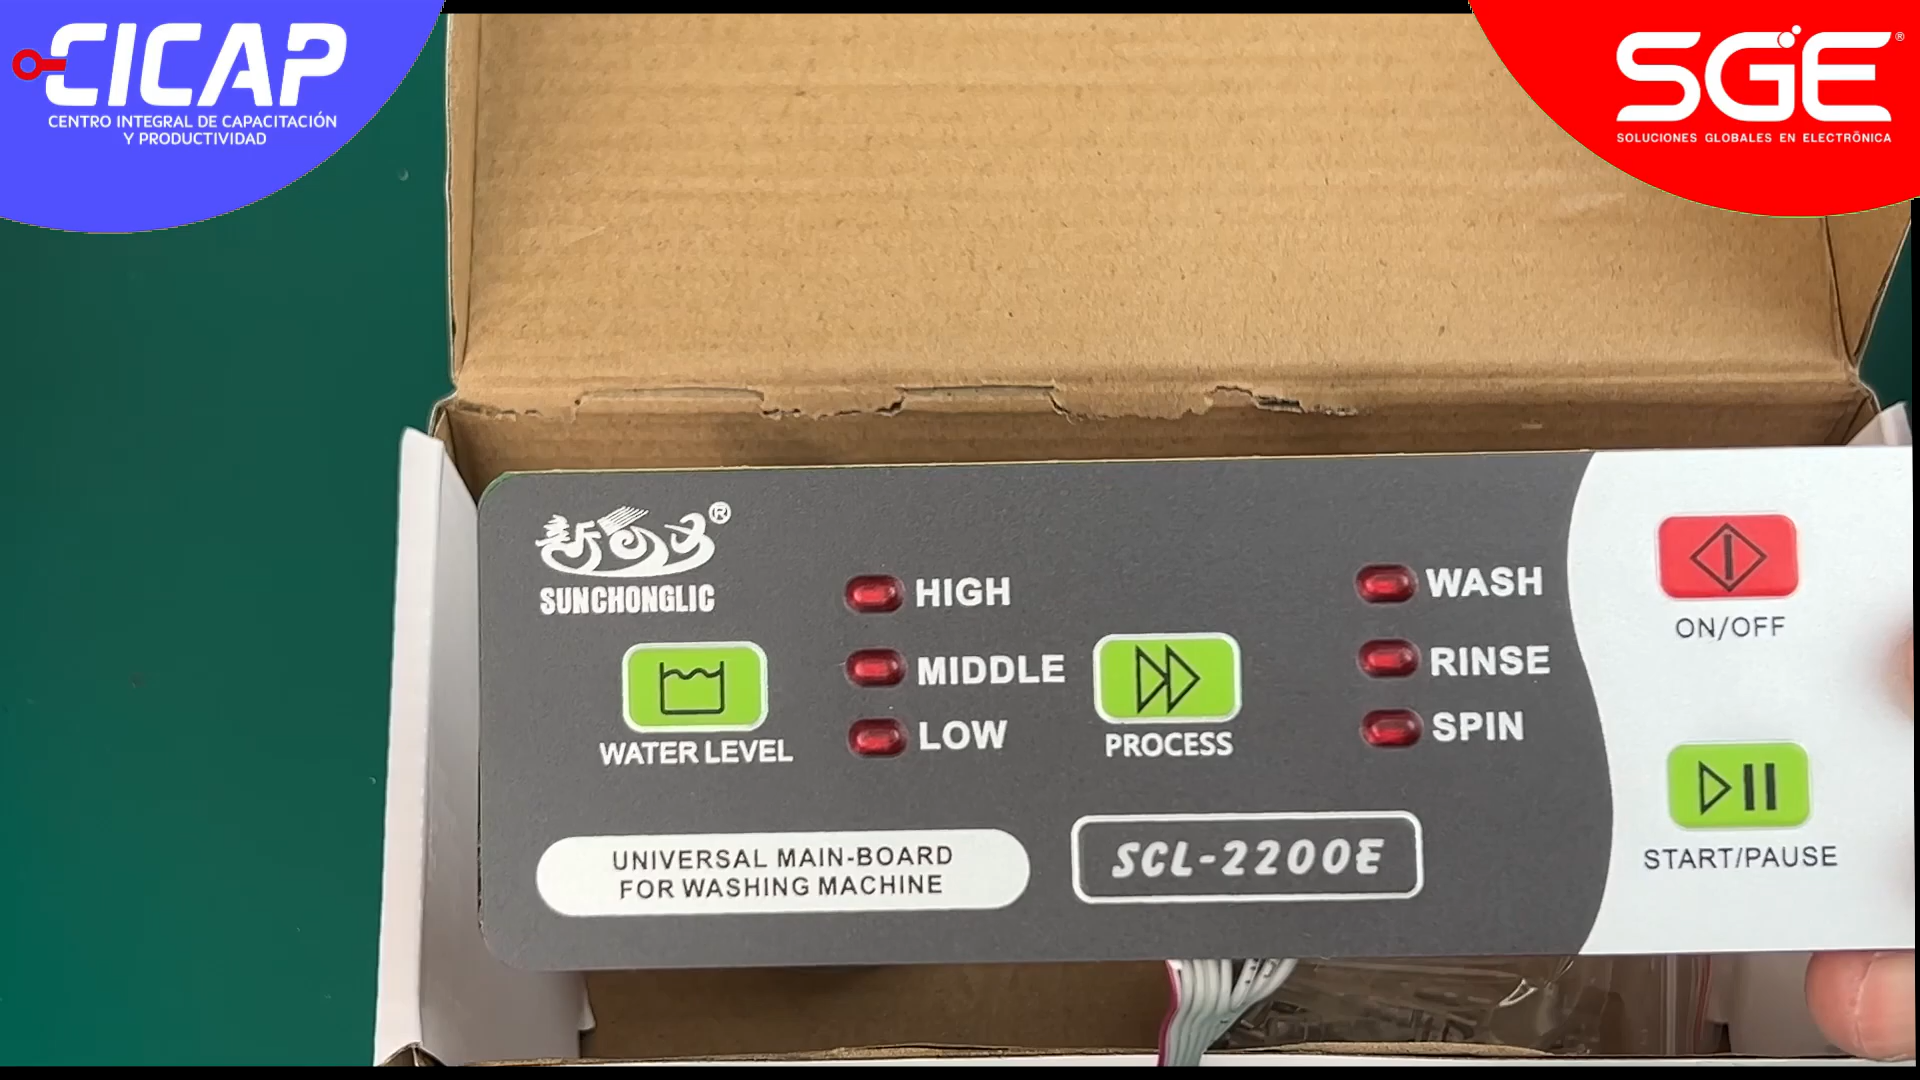 CICAP
CENTRO INTEGRAL DE CAPACITACIÓN
Y PRODUCTIVIDAD
SGE®
SOLUCIONES GLOBALES EN ELECTRÓNICA
®
SUNCHONGLIC
WATER LEVEL
HIGH
MIDDLE
LOW
PROCESS
WASH
RINSE
SPIN
ON/OFF
START/PAUSE
UNIVERSAL MAIN-BOARD
FOR WASHING MACHINE
SCL-2200E